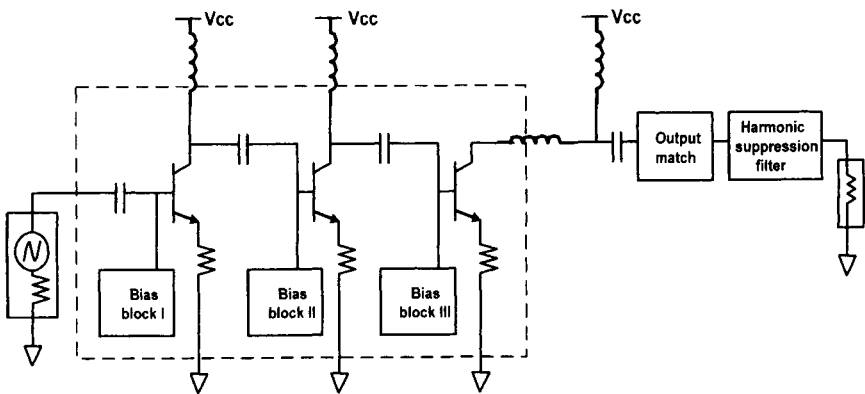 Vcc
Vcc
Vcc
Output
match
Harmonic
suppression
filter
Bias
block I
Bias
block II
Bias
block III